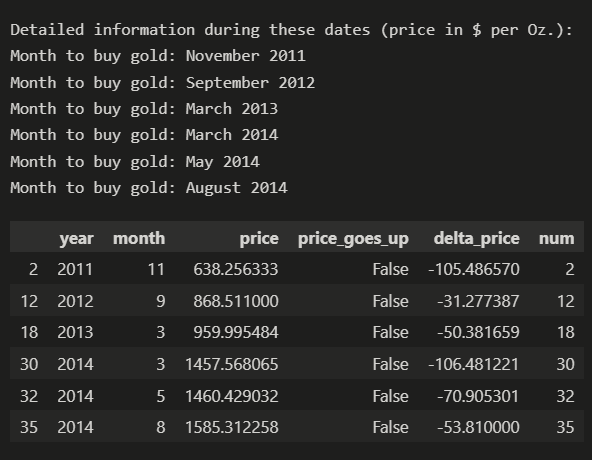 Detailed information during these dates (price in $ per Oz.):
Month to buy gold: November 2011
Month to buy gold: September 2012
Month to buy gold: March 2013
Month to buy gold: March 2014
Month to buy gold: May 2014
Month to buy gold: August 2014
year month price price_goes_up delta_price num
2 2011 11 638.256333 False -105.486570 2
12 2012 9 868.511000 False -31.277387 12
18 2013 3 959.995484 False -50.381659 18
30 2014 3 1457.568065 False -106.481221 30
32 2014 5 1460.429032 False -70.905301 32
35 2014 8 1585.312258 False -53.810000 35